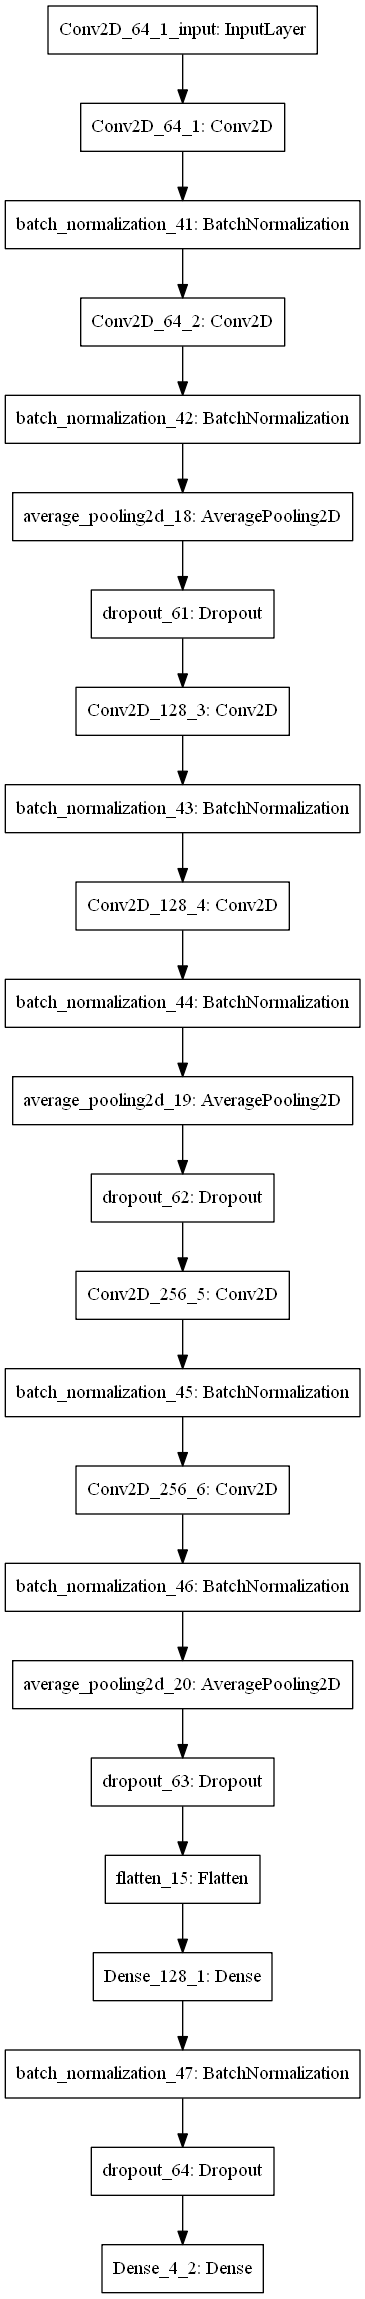 Conv2D_64_1_input: InputLayer
Conv2D_64_1: Conv2D
batch_normalization_41: BatchNormalization
Conv2D_64_2: Conv2D
batch_normalization_42: BatchNormalization
average_pooling2d_18: AveragePooling2D
dropout_61: Dropout
Conv2D_128_3: Conv2D
batch_normalization_43: BatchNormalization
Conv2D_128_4: Conv2D
batch_normalization_44: BatchNormalization
average_pooling2d_19: AveragePooling2D
dropout_62: Dropout
Conv2D_256_5: Conv2D
batch_normalization_45: BatchNormalization
Conv2D_256_6: Conv2D
batch_normalization_46: BatchNormalization
average_pooling2d_20: AveragePooling2D
dropout_63: Dropout
flatten_15: Flatten
Dense_128_1: Dense
batch_normalization_47: BatchNormalization
dropout_64: Dropout
Dense_4_2: Dense